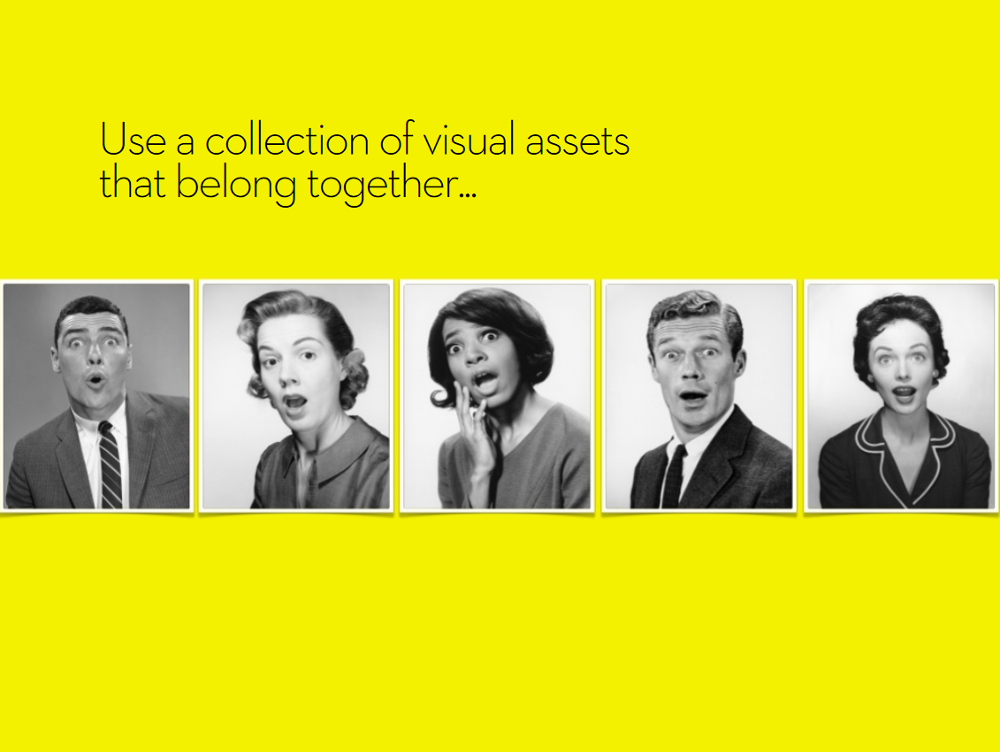 Use a collection of visual assets
that belong together...